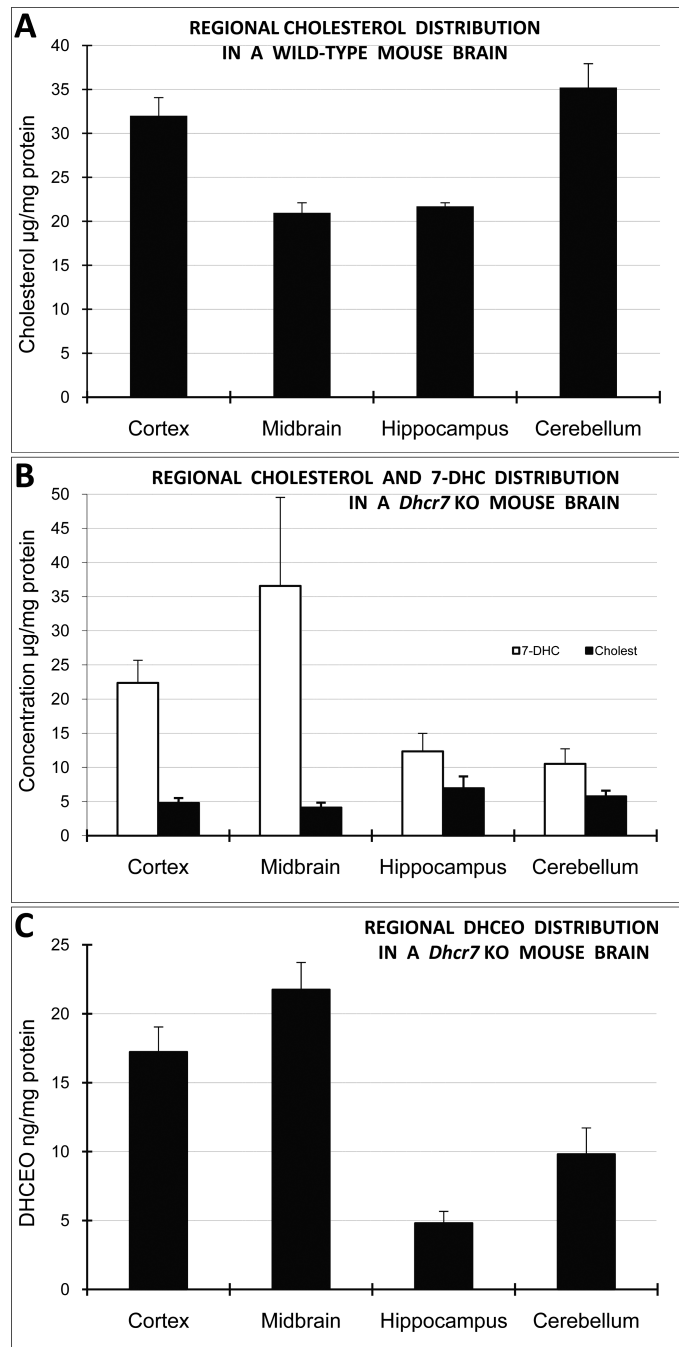 A
REGIONAL CHOLESTEROL DISTRIBUTION
IN A WILD-TYPE MOUSE BRAIN
Cholesterol µg/mg protein
40
35
30
25
20
15
10
5
0
Cortex Midbrain Hippocampus Cerebellum
B
REGIONAL CHOLESTEROL AND 7-DHC DISTRIBUTION
IN A Dhcr7 KO MOUSE BRAIN
Concentration µg/mg protein
50
45
40
35
30
25
20
15
10
5
0
7-DHC Cholest
Cortex Midbrain Hippocampus Cerebellum
C
REGIONAL DHCEO DISTRIBUTION
IN A Dhcr7 KO MOUSE BRAIN
DHCEO ng/mg protein
25
20
15
10
5
0
Cortex Midbrain Hippocampus Cerebellum